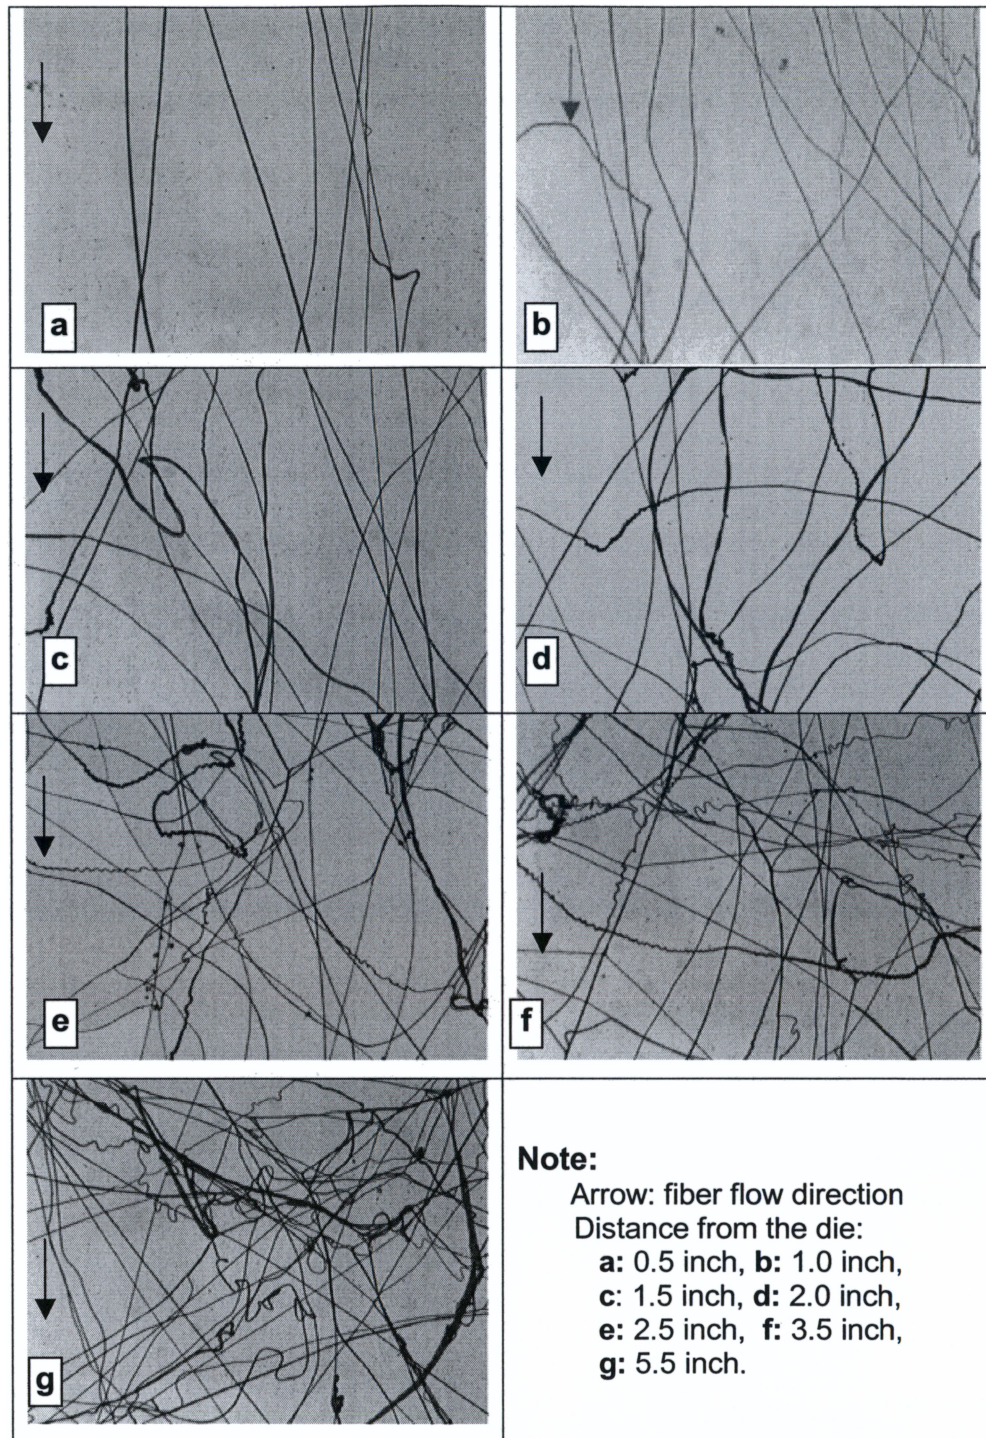 a
b
c
d
e
f
g
Note:
Arrow: fiber flow direction
Distance from the die:
a: 0.5 inch, b: 1.0 inch,
c: 1.5 inch, d: 2.0 inch,
e: 2.5 inch, f: 3.5 inch,
g: 5.5 inch.